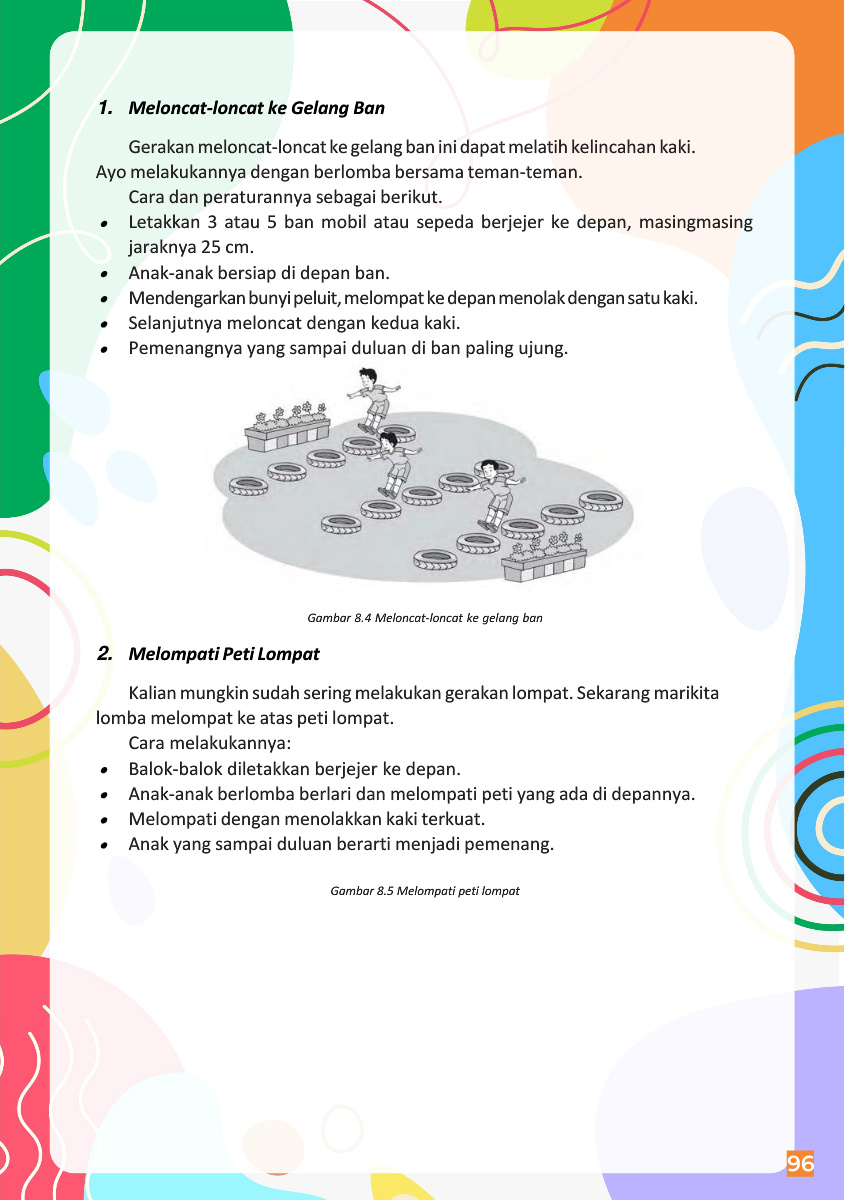 1. Meloncat-loncat ke Gelang Ban
Gerakan meloncat-loncat ke gelang ban ini dapat melatih kelincahan kaki.
Ayo melakukannya dengan berlomba bersama teman-teman.
Cara dan peraturannya sebagai berikut.
• Letakkan 3 atau 5 ban mobil atau sepeda berjejer ke depan, masingmasing
jaraknya 25 cm.
• Anak-anak bersiap di depan ban.
• Mendengarkan bunyi peluit, melompat ke depan menolak dengan satu kaki.
• Selanjutnya meloncat dengan kedua kaki.
• Pemenangnya yang sampai duluan di ban paling ujung.
Gambar 8.4 Meloncat-loncat ke gelang ban
2. Melompati Peti Lompat
Kalian mungkin sudah sering melakukan gerakan lompat. Sekarang marikita
lomba melompat ke atas peti lompat.
Cara melakukannya:
• Balok-balok diletakkan berjejer ke depan.
• Anak-anak berlomba berlari dan melompati peti yang ada di depannya.
• Melompati dengan menolakkan kaki terkuat.
• Anak yang sampai duluan berarti menjadi pemenang.
Gambar 8.5 Melompati peti lompat
96